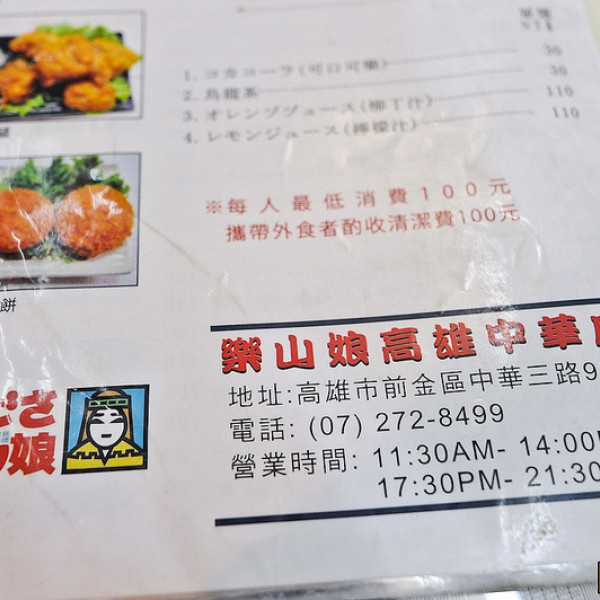 單價
NT$
1. コカコーラ(可口可樂) 30
2. 烏龍茶 30
3. オレンヅヅュース(柳丁汁) 110
4. レモンジュース(檸檬汁) 110
※每人最低消費100元
攜帶外食者酌收清潔費100元
餅
樂山娘高雄中華
地址:高雄市前金區中華三路9
電話: (07) 272-8499
營業時間: 11:30AM- 14:00
17:30PM- 21:30
ごさ
娘